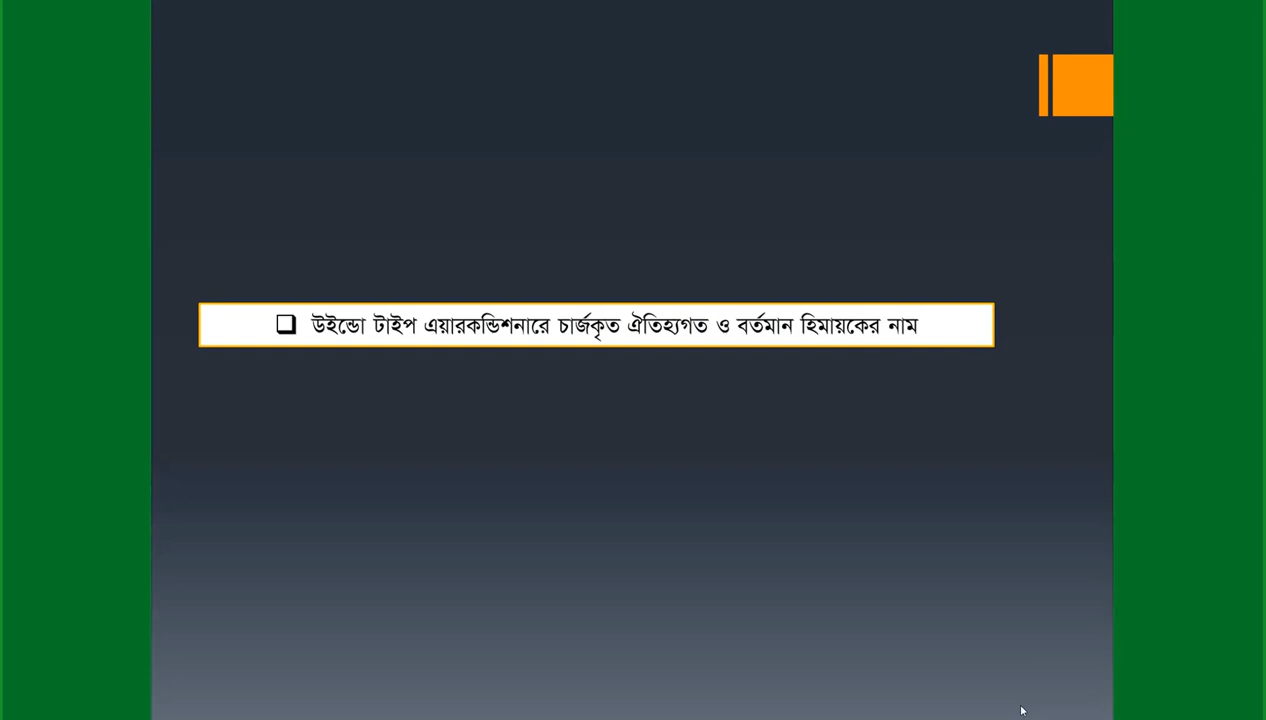 ❑ উইন্ডো টাইপ এয়ারকন্ডিশনারে চার্জকৃত ঐতিহ্যগত ও বর্তমান হিমায়কের নাম